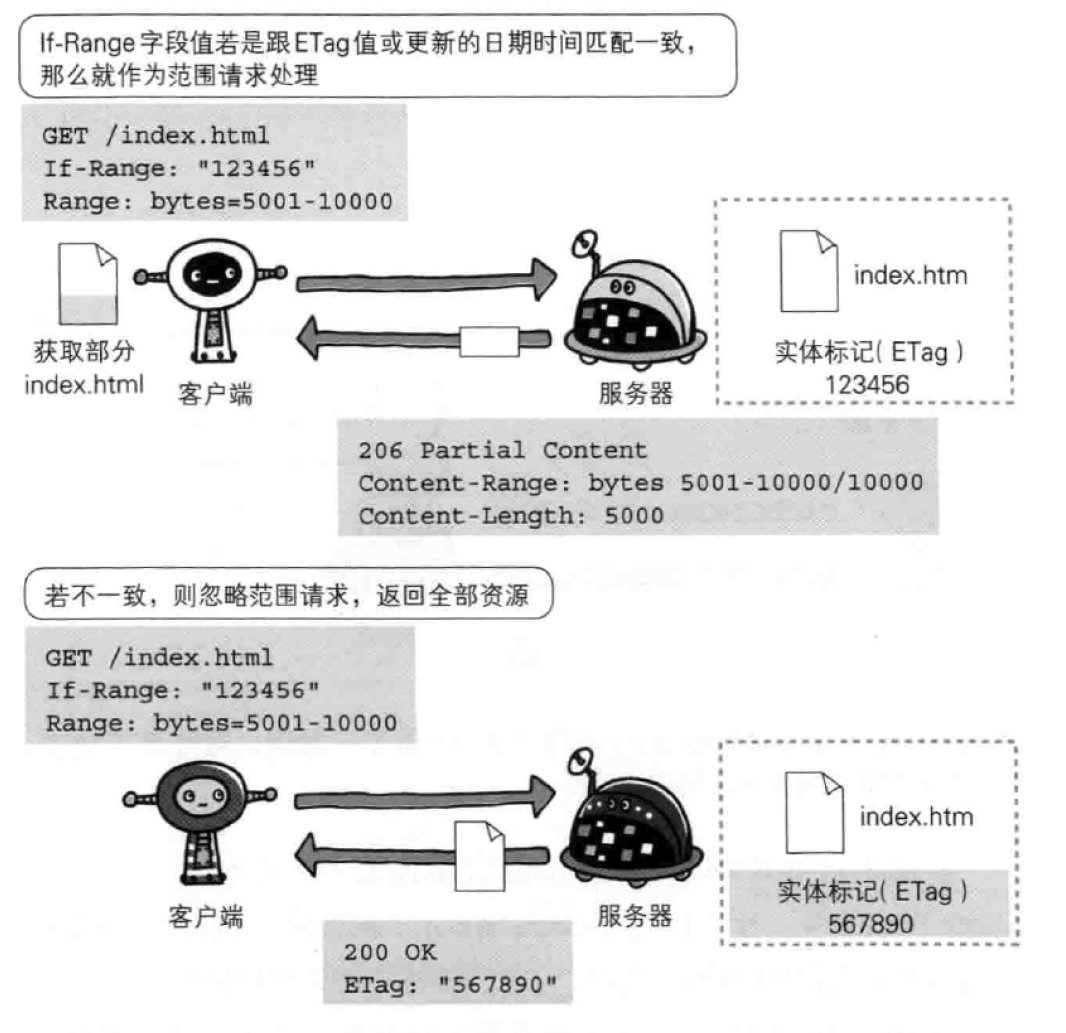 If-Range字段值若是跟ETag值或更新的日期时间匹配一致，
那么就作为范围请求处理
GET /index.html
If-Range: "123456"
Range: bytes=5001-10000
index.htm
获取部分
index.html
客户端
服务器
实体标记( ETag )
123456
206 Partial Content
Content-Range: bytes 5001-10000/10000
Content-Length: 5000
若不一致，则忽略范围请求，返回全部资源
GET /index.html
If-Range: "123456"
Range: bytes=5001-10000
index.htm
客户端
服务器
实体标记( ETag )
567890
200 OK
ETag: "567890"